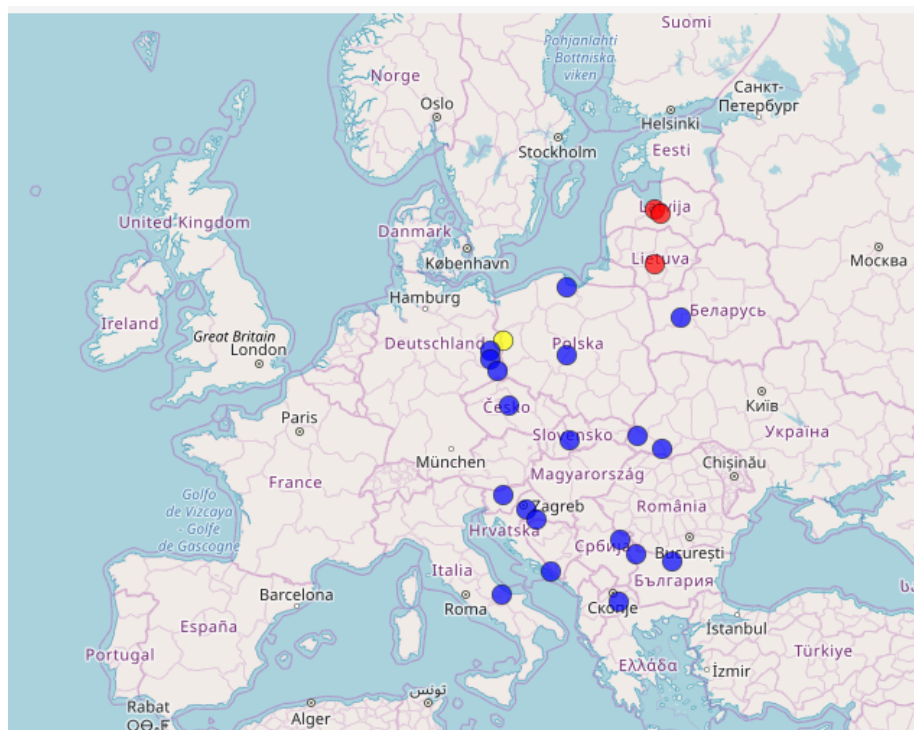 Suomi
Pohjanlahti
- Bottniska
viken
Norge
Oslo
Санкт-
Петербург
Helsinki
Stockholm
Eesti
Latvija
United Kingdom
Danmark
København
Lietuva
Москва
Hamburg
Беларусь
Ireland
Great Britain
London
Deutschland
Polska
Київ
Paris
Česko
Україна
Slovensko
München
Chișinău
Magyarország
France
Golfo
de Vizcaya
- Golfe
de Gascogne
Zagreb
România
Hrvatska
Србија
București
Italia
България
Barcelona
Roma
Скопје
España
İstanbul
Portugal
Ελλάδα
İzmir
Türkiye
تونس
Rabat
Alger